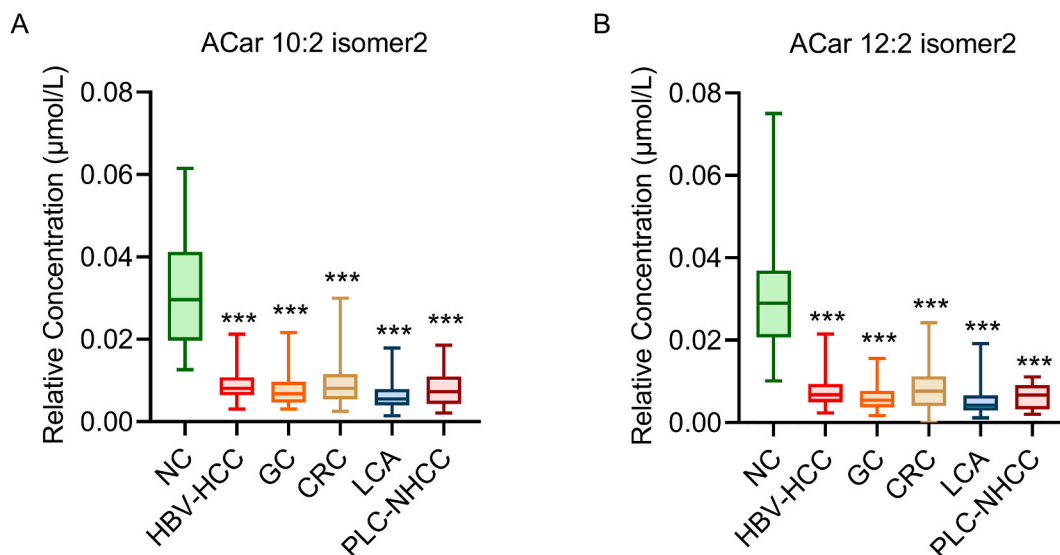 A
ACar 10:2 isomer2
Relative Concentration (μmol/L)
0.08
0.06
0.04
0.02
0.00
***
***
***
***
***
NC
HBV-HCC
GC
CRC
LCA
PLC-NHCC
B
ACar 12:2 isomer2
Relative Concentration (μmol/L)
0.08
0.06
0.04
0.02
0.00
***
***
***
***
***
NC
HBV-HCC
GC
CRC
LCA
PLC-NHCC